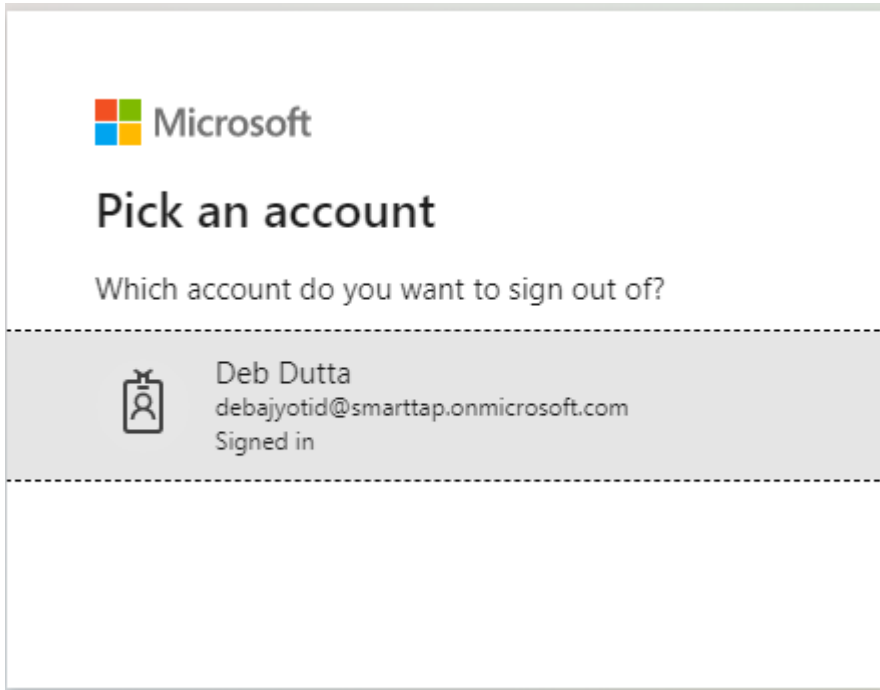 Microsoft
Pick an account
Which account do you want to sign out of?
Deb Dutta
debajyotid@smarttap.onmicrosoft.com
Signed in